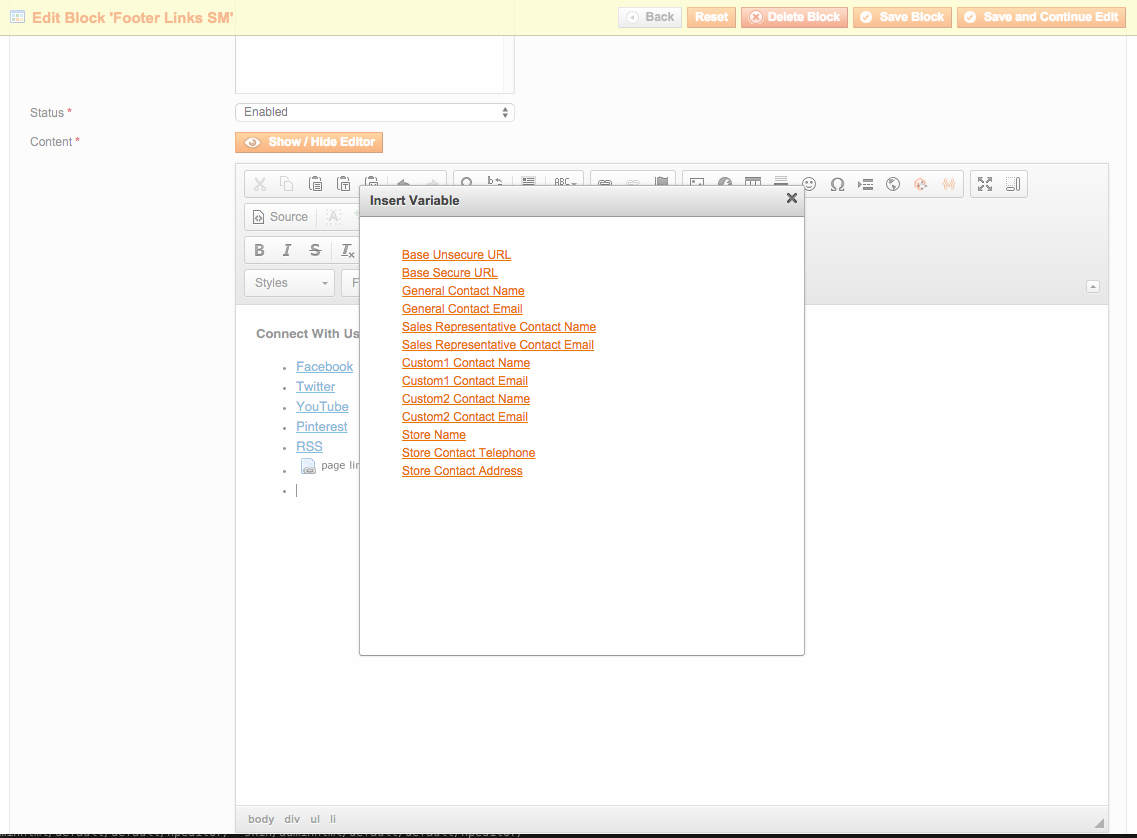 Edit Block 'Footer Links SM'
Back Reset Delete Block Save Block Save and Continue Edit
Status *
Enabled
Content *
Show / Hide Editor
ABC
Insert Variable
Source
A
B I S Ix
Styles F
Base Unsecure URL
Base Secure URL
General Contact Name
General Contact Email
Sales Representative Contact Name
Sales Representative Contact Email
Custom1 Contact Name
Custom1 Contact Email
Custom2 Contact Name
Custom2 Contact Email
Store Name
Store Contact Telephone
Store Contact Address
Connect With Us
Facebook
Twitter
YouTube
Pinterest
RSS
page lin
body div ul li